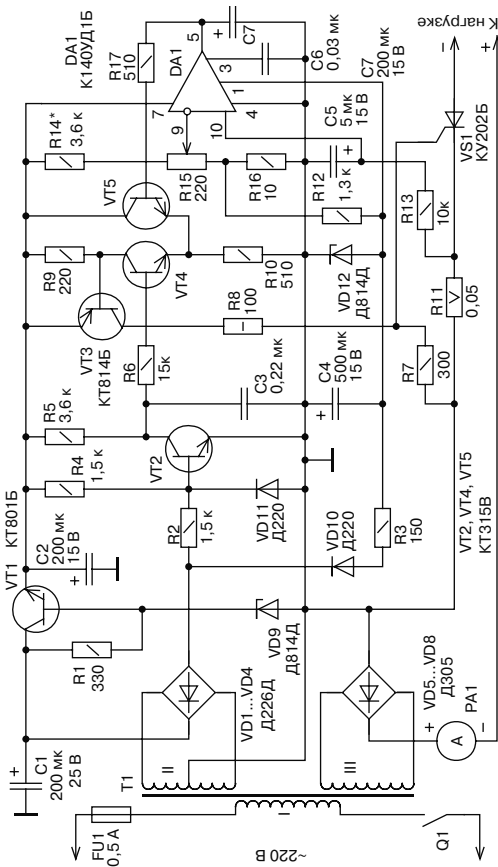 DA1
К140УД1Б
R17
510
DA1
5
7
3
1
4
9
10
C7
C6
0,03 мк
C7
200 мк
15 В
C5
5 мк
15 В
К нагрузке
−
+
R14*
3,6 к
R15
220
R16
10
R12
1,3 к
VS1
КУ202Б
R13
10к
VT5
R9
220
VT4
R10
510
VD12
Д814Д
R11
0,05
VT3
КТ814Б
R8
100
R6
15к
R7
300
R5
3,6 к
R4
1,5 к
C3
0,22 мк
C4
500 мк
15 В
VT2
VT1 КТ801Б
C2
200 мк
15 В
R2
1,5 к
VD11
Д220
VD10
Д220
R3
150
VT2, VT4, VT5
КТ315Б
R1
330
VD9
Д814Д
VD1...VD4
Д226Д
VD5...VD8
Д305
PA1
+
A
−
C1
200 мк
25 В
T1
II
III
I
FU1
0,5 А
~220 В
Q1